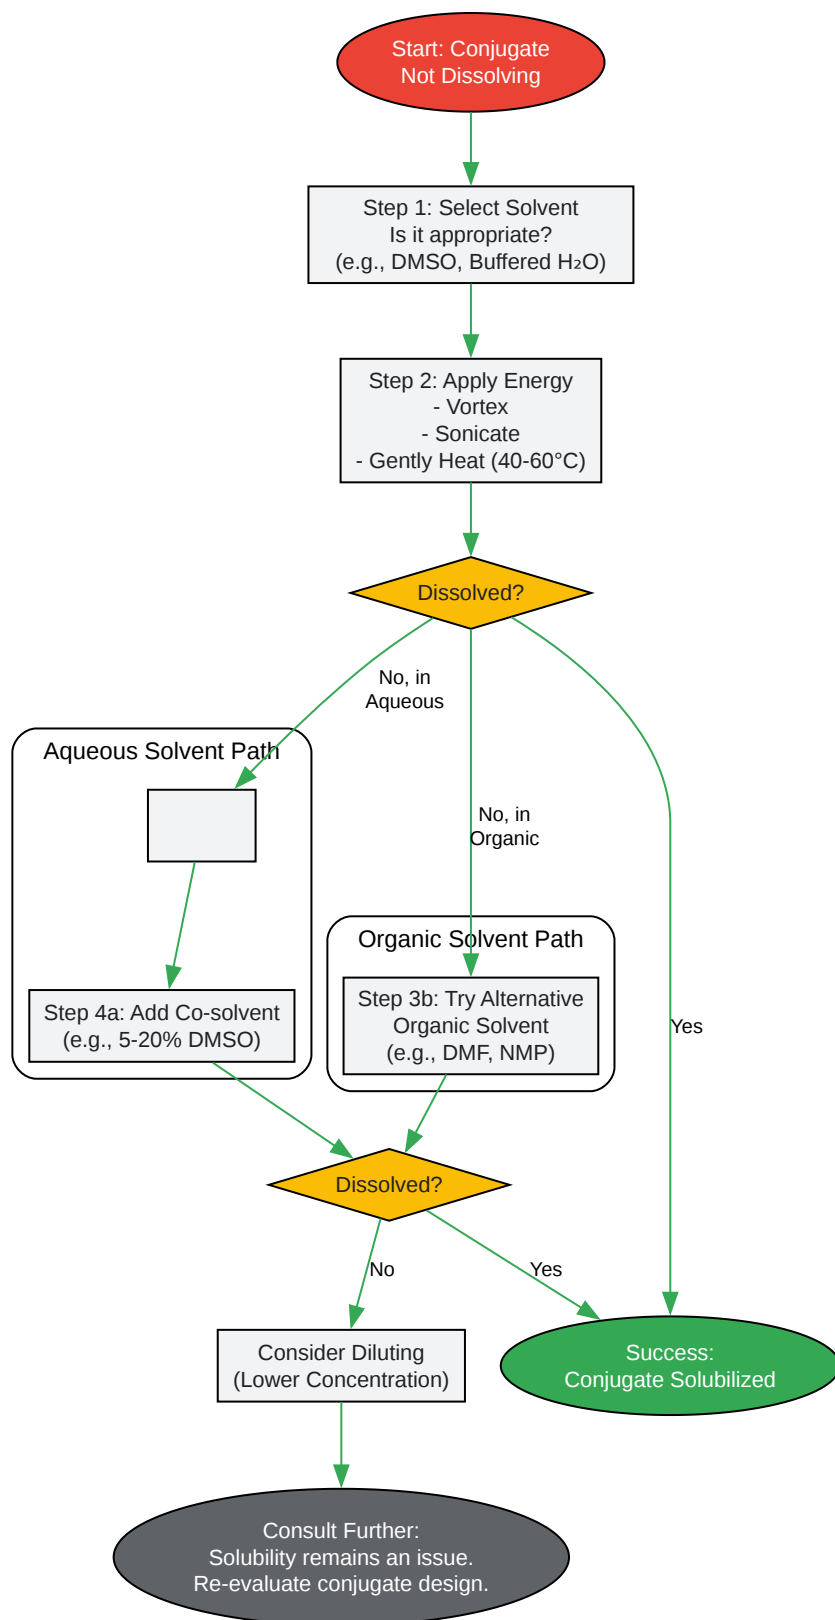 Start: Conjugate
Not Dissolving
Step 1: Select Solvent
Is it appropriate?
(e.g., DMSO, Buffered H₂O)
Step 2: Apply Energy
- Vortex
- Sonicate
- Gently Heat (40-60°C)
Dissolved?
No, in
Aqueous
Aqueous Solvent Path
No, in
Organic
Organic Solvent Path
Step 4a: Add Co-solvent
(e.g., 5-20% DMSO)
Step 3b: Try Alternative
Organic Solvent
(e.g., DMF, NMP)
Yes
Dissolved?
No
Yes
Consider Diluting
(Lower Concentration)
Success:
Conjugate Solubilized
Consult Further:
Solubility remains an issue.
Re-evaluate conjugate design.